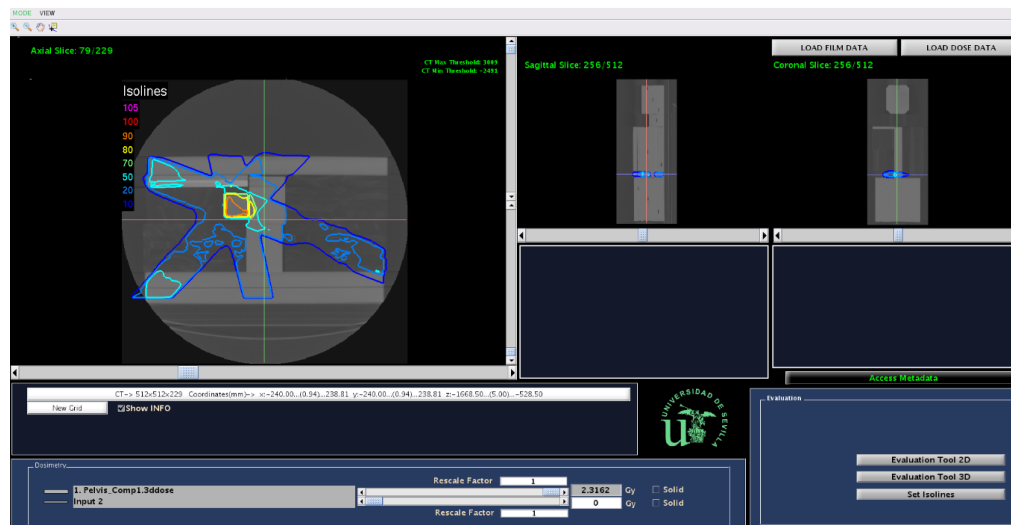 MODE VIEW
Axial Slice: 79/229
CT Max Threshold: 3009
CT Min Threshold: -2491
Isolines
105
100
90
80
70
50
20
10
LOAD FILM DATA LOAD DOSE DATA
Sagittal Slice: 256/512 Coronal Slice: 256/512
Access Metadata
CT-> 512x512x229 Coordinates(mm)-> x:-240.00,..(0.94)...238.81 y:-240.00...(0.94)...238.81 z:-1668.50...(5.00)...-528.50
New Grid Show INFO
UNIVERSIDAD DE SEVILLA
Dosimetry
Rescale Factor 1
1. Pelvis_Comp1.3ddose 2.3162 Gy Solid
Input 2 0 Gy Solid
Rescale Factor 1
Evaluation
Evaluation Tool 2D
Evaluation Tool 3D
Set Isolines